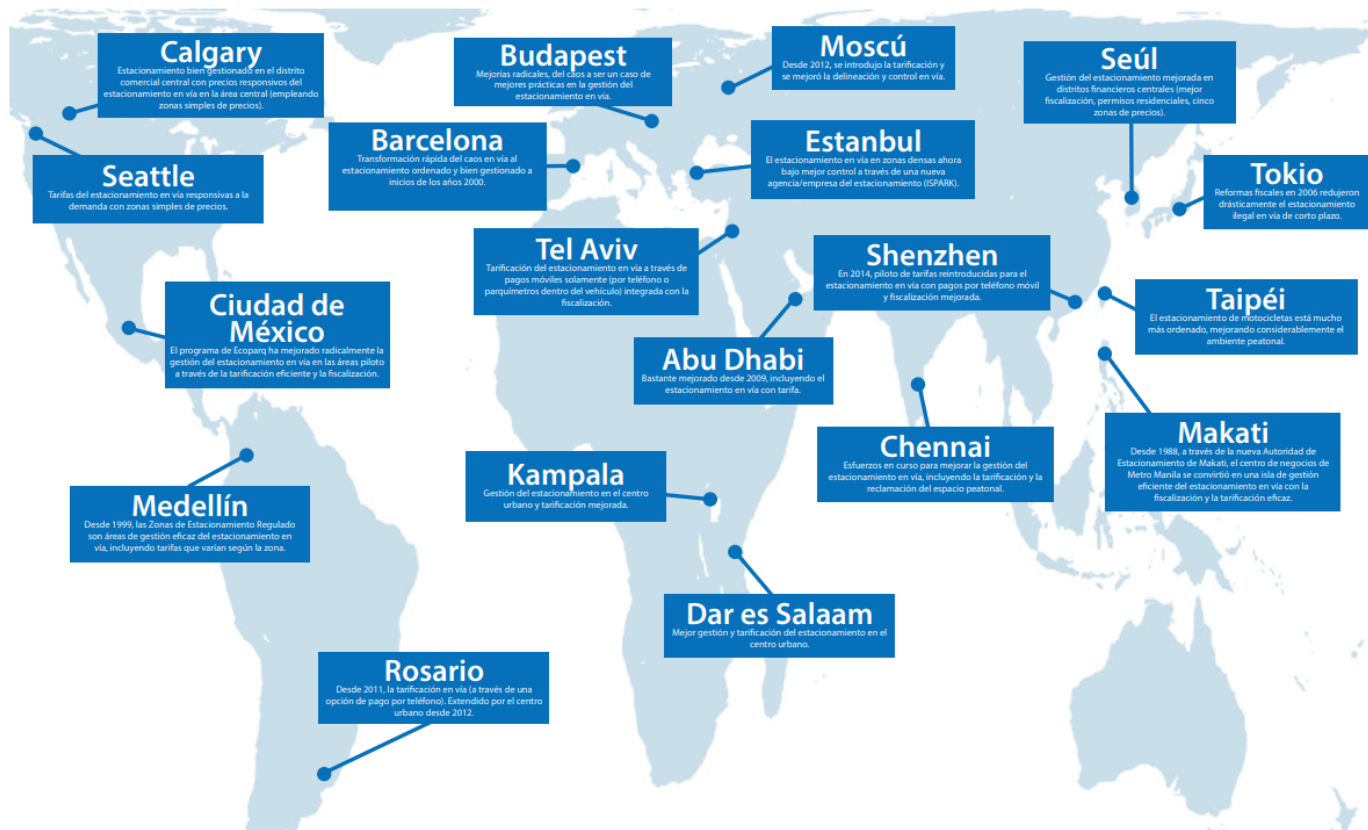 Calgary
Estacionamiento bien gestionado en el distrito
comercial central con precios responsivos del
estacionamiento en vía en la área central (empleando
zonas simples de precios).
Budapest
Mejorías radicales, del caos a ser un caso de
mejores prácticas en la gestión del
estacionamiento en vía.
Moscú
Desde 2012, se introdujo la tarificación y
se mejoró la delineación y control en vía.
Seúl
Gestión del estacionamiento mejorada en
distritos financieros centrales (mejor
fiscalización, permisos residenciales, cinco
zonas de precios).
Seattle
Tarifas del estacionamiento en vía responsivas a la
demanda con zonas simples de precios.
Barcelona
Transformación rápida del caos en vía al
estacionamiento ordenado y bien gestionado a
inicios de los años 2000.
Estanbul
El estacionamiento en vía en zonas densas ahora
bajo mejor control a través de una nueva
agencia/empresa del estacionamiento (ISPARK).
Tokio
Reformas fiscales en 2006 redujeron
drásticamente el estacionamiento
ilegal en vía de corto plazo.
Tel Aviv
Tarificación del estacionamiento en vía a través de
pagos móviles solamente (por teléfono o
parquímetros dentro del vehículo) integrada con la
fiscalización.
Shenzhen
En 2014, piloto de tarifas reintroducidas para el
estacionamiento en vía con pagos por teléfono móvil
y fiscalización mejorada.
Taipéi
El estacionamiento de motocicletas está mucho
más ordenado, mejorando considerablemente el
ambiente peatonal.
Ciudad de
México
El programa de Ecoparq ha mejorado radicalmente la
gestión del estacionamiento en vía en las áreas piloto
a través de la tarificación eficiente y la fiscalización.
Abu Dhabi
Bastante mejorado desde 2009, incluyendo el
estacionamiento en vía con tarifa.
Chennai
Esfuerzos en curso para mejorar la gestión del
estacionamiento en vía, incluyendo la tarificación y la
reclamación del espacio peatonal.
Makati
Desde 1988, a través de la nueva Autoridad de
Estacionamiento de Makati, el centro de negocios de
Metro Manila se convirtió en una isla de gestión
eficiente del estacionamiento en vía con la
fiscalización y la tarificación eficaz.
Kampala
Gestión del estacionamiento en el centro
urbano y tarificación mejorada.
Medellín
Desde 1999, las Zonas de Estacionamiento Regulado
son áreas de gestión eficaz del estacionamiento en
vía, incluyendo tarifas que varían según la zona.
Dar es Salaam
Mejor gestión y tarificación del estacionamiento en el
centro urbano.
Rosario
Desde 2011, la tarificación en vía (a través de una
opción de pago por teléfono). Extendido por el centro
urbano desde 2012.